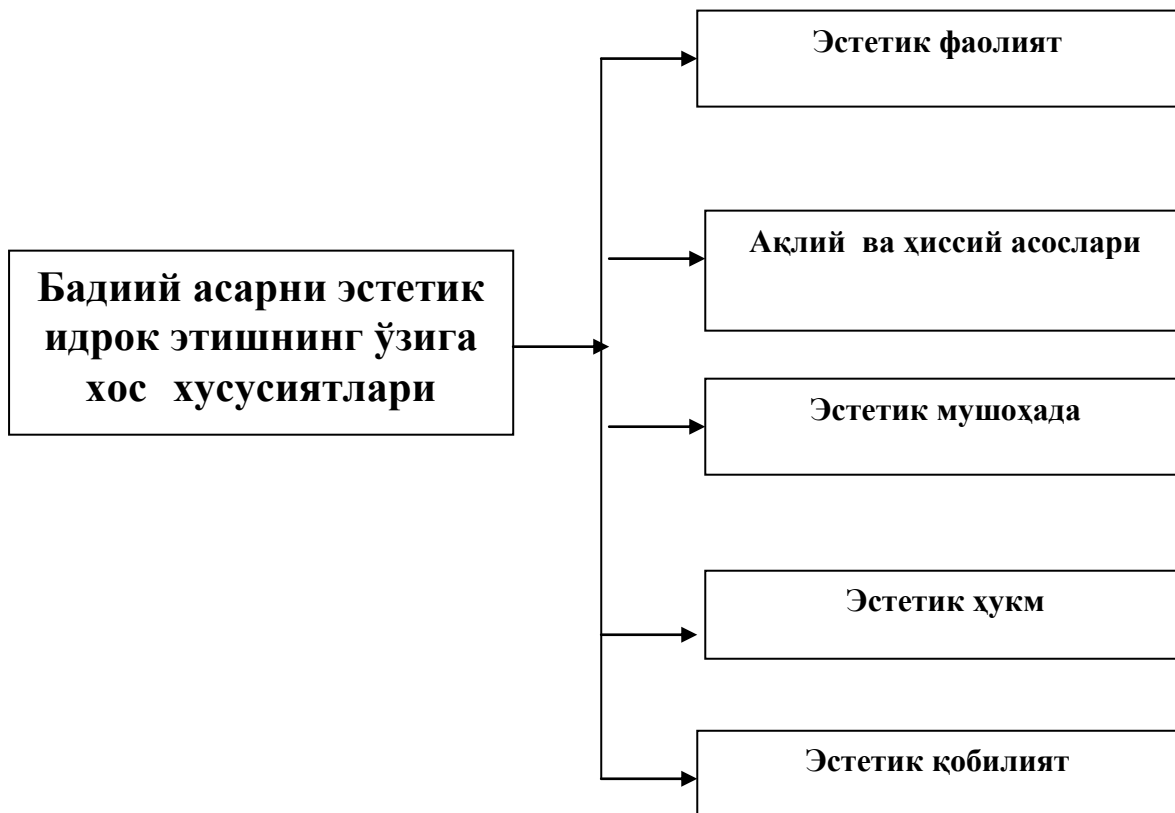 Бадиий асарни эстетик
идрок этишнинг ўзига
хос хусусиятлари
Эстетик фаолият
Ақлий ва ҳиссий асослари
Эстетик мушоҳада
Эстетик ҳукм
Эстетик қобилият